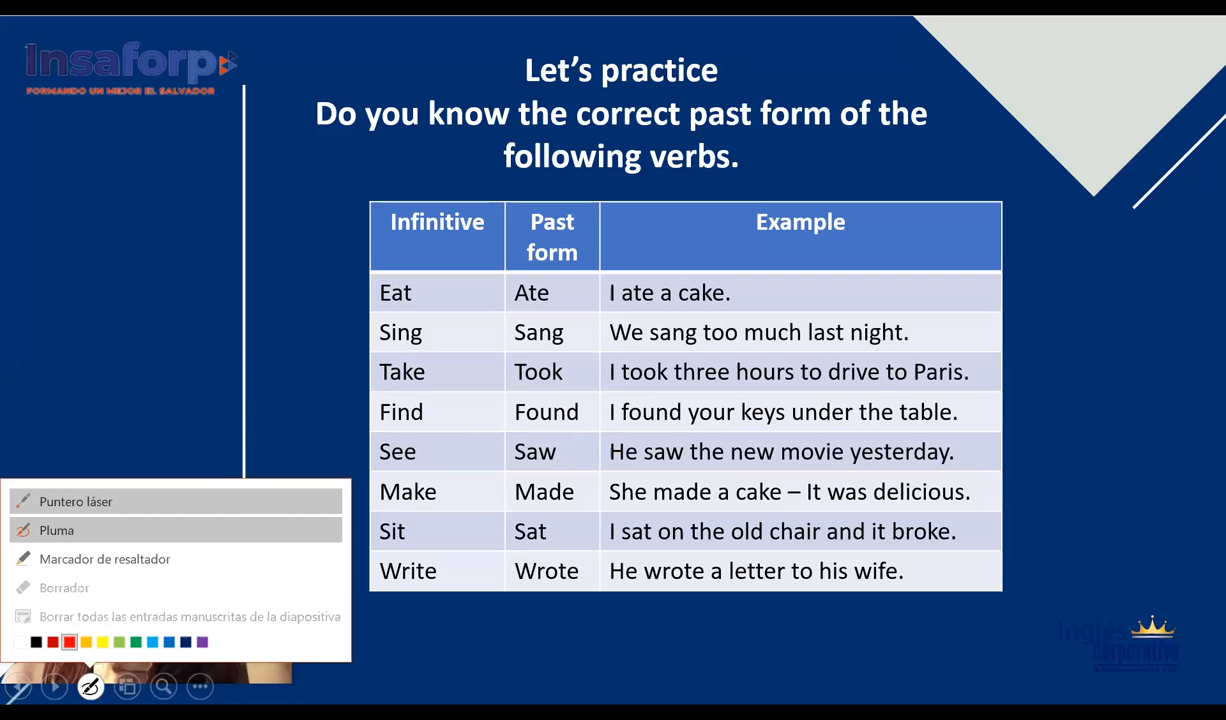 Insaforp
FORMANDO UN MEJOR EL SALVADOR
Let's practice
Do you know the correct past form of the
following verbs.
Infinitive Past form Example
Eat Ate I ate a cake.
Sing Sang We sang too much last night.
Take Took I took three hours to drive to Paris.
Find Found I found your keys under the table.
See Saw He saw the new movie yesterday.
Make Made She made a cake – It was delicious.
Sit Sat I sat on the old chair and it broke.
Write Wrote He wrote a letter to his wife.
Puntero láser
Pluma
Marcador de resaltador
Borrador
Borrar todas las entradas manuscritas de la diapositiva
Inglés
corporativo